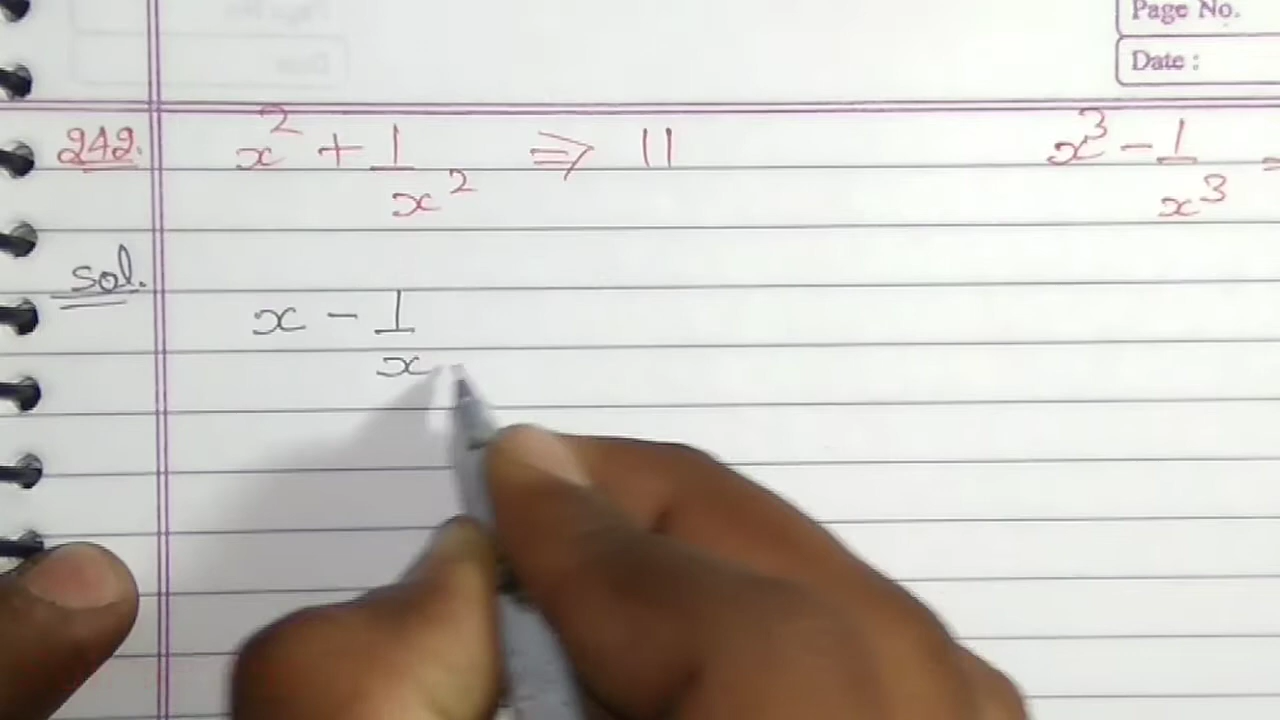 Page No.
Date :
242. x² + 1/x² ⇒ 11 x³ - 1/x³ =
Sol.
x - 1/x